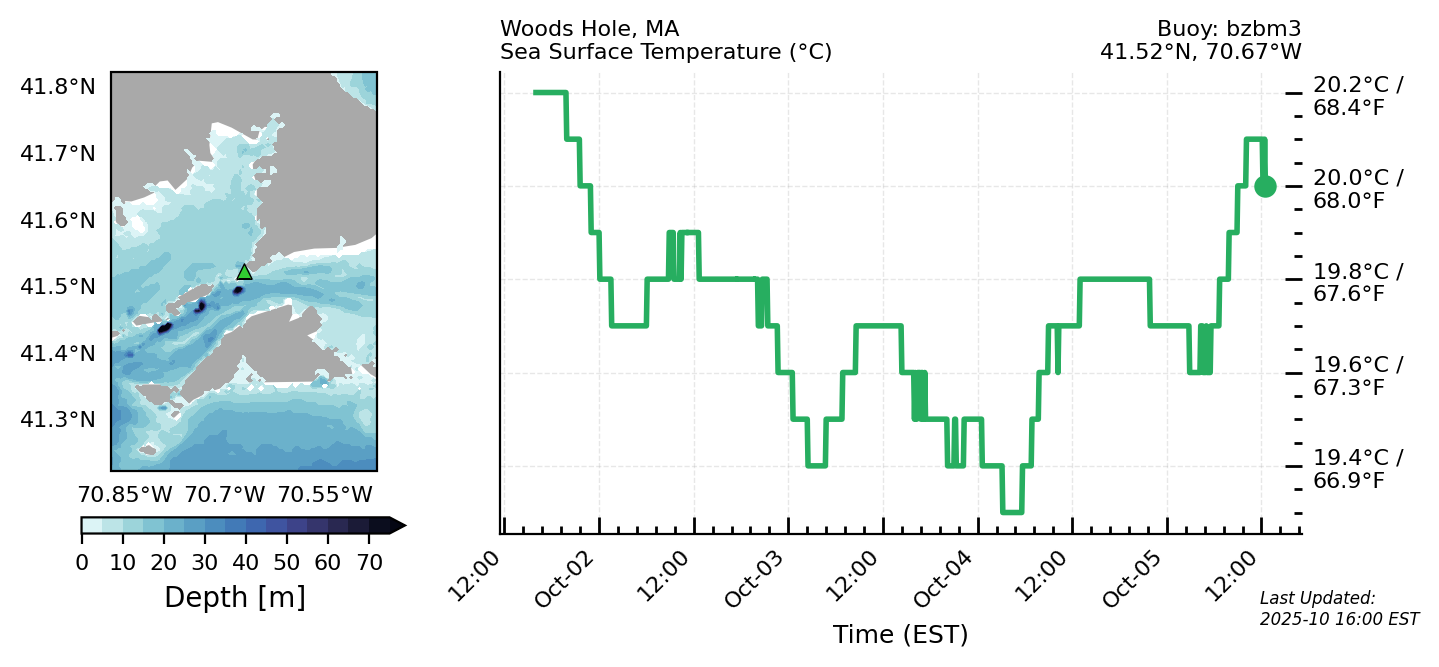 Woods Hole, MA
Sea Surface Temperature (°C)
Buoy: bzbm3
41.52°N, 70.67°W
41.8°N
41.7°N
41.6°N
41.5°N
41.4°N
41.3°N
70.85°W 70.7°W 70.55°W
0 10 20 30 40 50 60 70
Depth [m]
20.2°C /
68.4°F
20.0°C /
68.0°F
19.8°C /
67.6°F
19.6°C /
67.3°F
19.4°C /
66.9°F
12:00 Oct-02 12:00 Oct-03 12:00 Oct-04 12:00 Oct-05 12:00
Time (EST)
Last Updated:
2025-10 16:00 EST